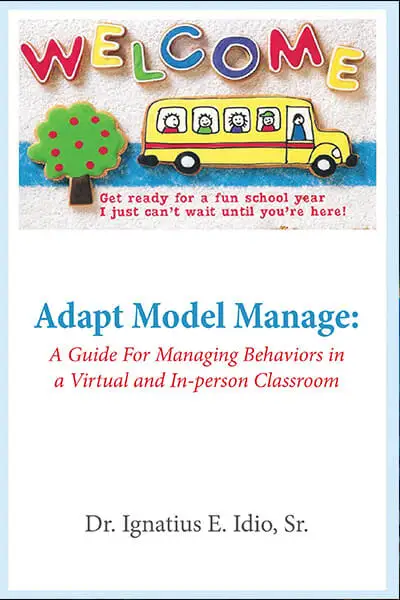 WELCOME
Get ready for a fun school year
I just can't wait until you're here!
Adapt Model Manage:
A Guide For Managing Behaviors in
a Virtual and In-person Classroom
Dr. Ignatius E. Idio, Sr.